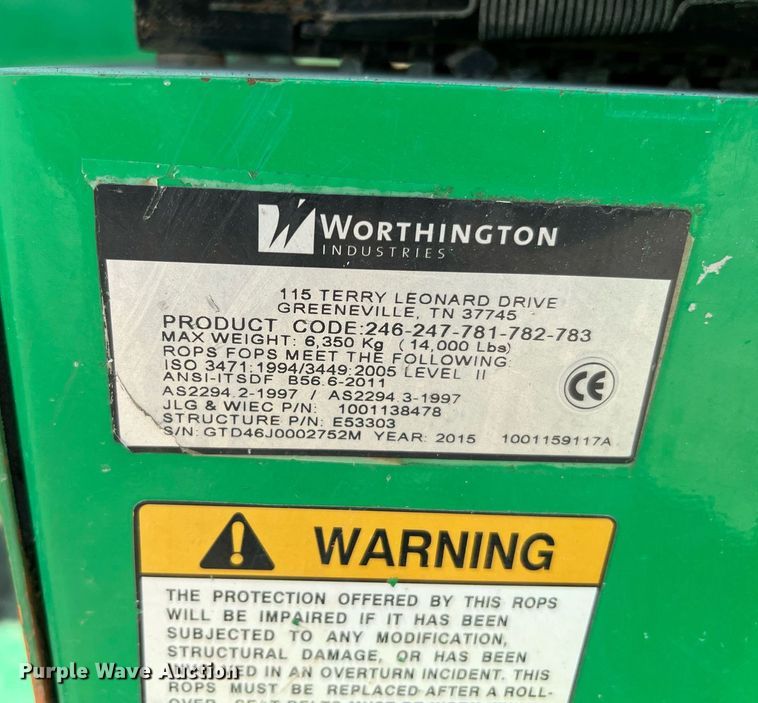 WORTHINGTON
INDUSTRIES
115 TERRY LEONARD DRIVE
GREENEVILLE, TN 37745
PRODUCT CODE:246-247-781-782-783
MAX WEIGHT: 6,350 Kg (14,000 Lbs)
ROPS FOPS MEET THE FOLLOWING:
ISO 3471:1994/3449:2005 LEVEL II
ANSI-ITSDF B56.6-2011
AS2294.2-1997 / AS2294.3-1997
JLG & WIEC P/N: 1001138478
STRUCTURE P/N: E53303
S/N: GTD46J0002752M YEAR: 2015 1001159117A
CE
WARNING
THE PROTECTION OFFERED BY THIS ROPS
WILL BE IMPAIRED IF IT HAS BEEN
SUBJECTED TO ANY MODIFICATION,
STRUCTURAL DAMAGE, OR HAS BEEN
INVOLVED IN AN OVERTURN INCIDENT. THIS
ROPS MUST BE REPLACED AFTER A ROLL-
Purple Wave Auction